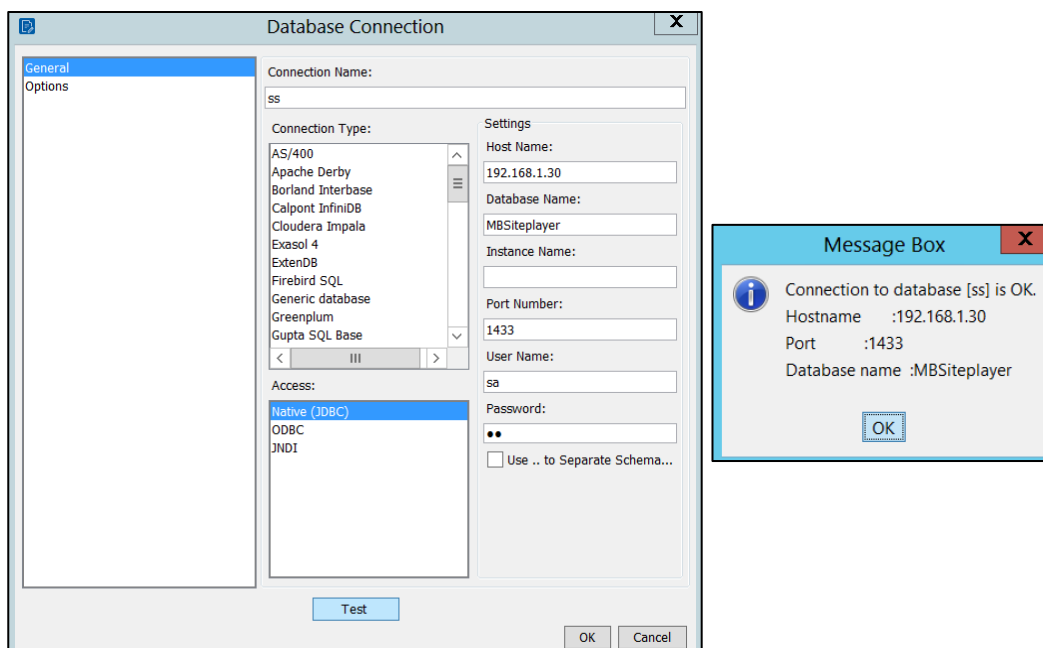 Database Connection
X
General
Options
Connection Name:
ss
Connection Type:
AS/400
Apache Derby
Borland Interbase
Calpont InfiniDB
Cloudera Impala
Exasol 4
ExtenDB
Firebird SQL
Generic database
Greenplum
Gupta SQL Base
Access:
Native (JDBC)
ODBC
JNDI
Settings
Host Name:
192.168.1.30
Database Name:
MBSiteplayer
Instance Name:
Port Number:
1433
User Name:
sa
Password:
●●
Use .. to Separate Schema...
Test
OK
Cancel
Message Box
X
Connection to database [ss] is OK.
Hostname :192.168.1.30
Port :1433
Database name :MBSiteplayer
OK